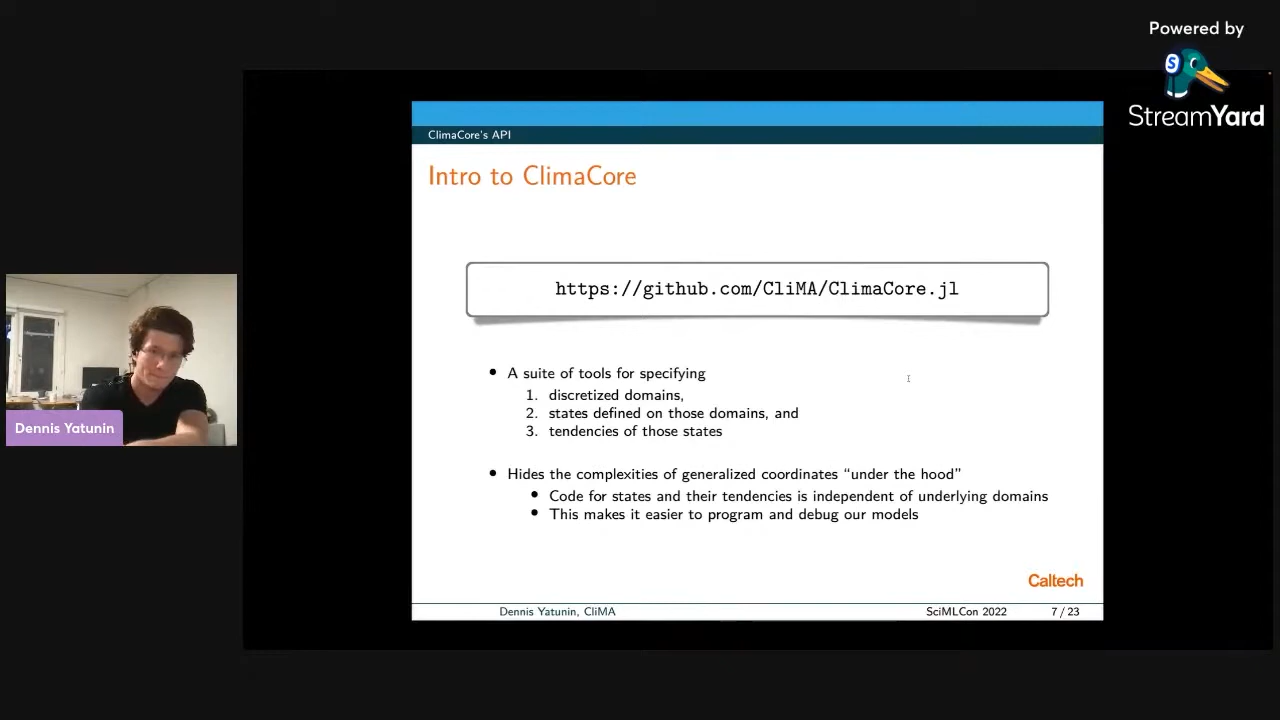 Powered by
S
StreamYard
ClimaCore's API
Intro to ClimaCore
https://github.com/CliMA/ClimaCore.jl
• A suite of tools for specifying
1. discretized domains,
2. states defined on those domains, and
3. tendencies of those states
• Hides the complexities of generalized coordinates “under the hood”
• Code for states and their tendencies is independent of underlying domains
• This makes it easier to program and debug our models
Caltech
Dennis Yatunin, CliMA SciMLCon 2022 7 / 23
Dennis Yatunin